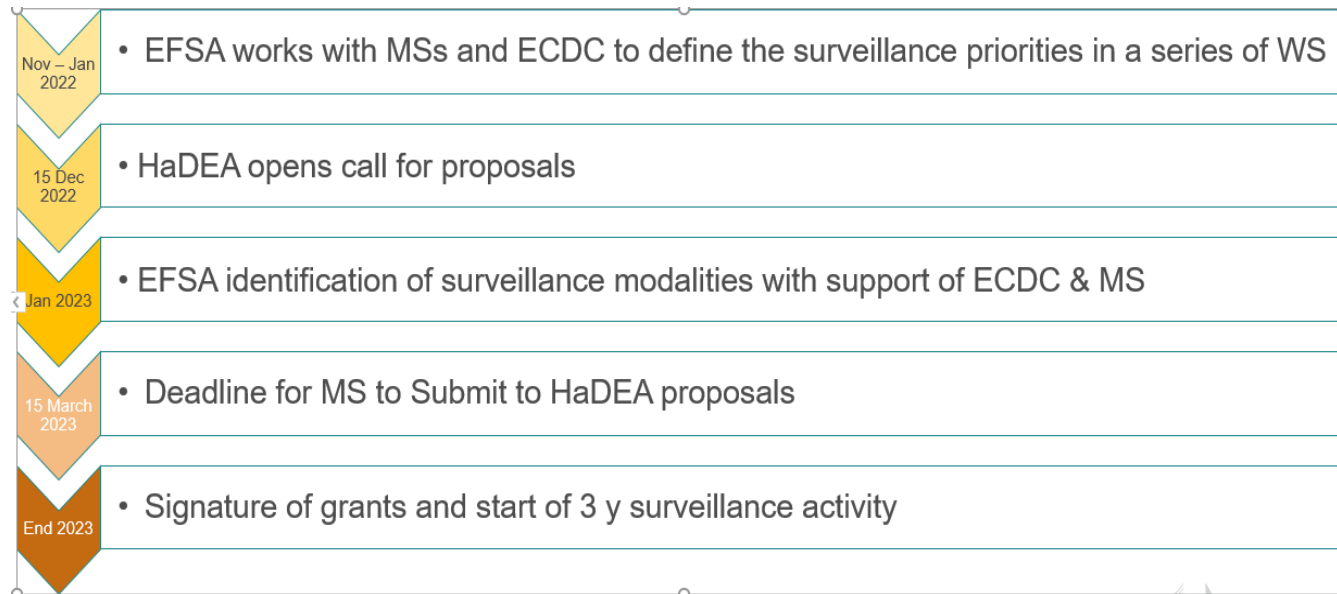 Nov – Jan
2022
• EFSA works with MSs and ECDC to define the surveillance priorities in a series of WS
15 Dec
2022
• HaDEA opens call for proposals
Jan 2023
• EFSA identification of surveillance modalities with support of ECDC & MS
15 March
2023
• Deadline for MS to Submit to HaDEA proposals
End 2023
• Signature of grants and start of 3 y surveillance activity